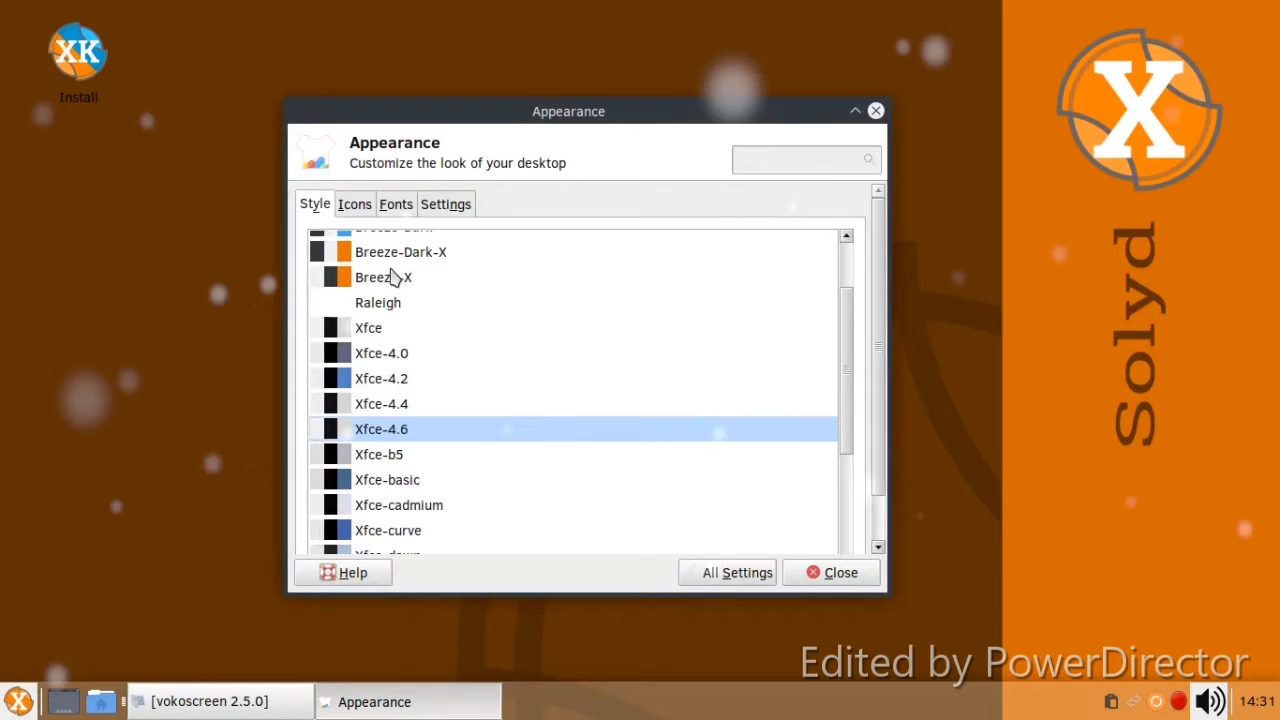 XK
Install
Appearance
Appearance
Customize the look of your desktop
Style
Icons
Fonts
Settings
Breeze-Dark
Breeze-Dark-X
Raleigh
Xfce
Xfce-4.0
Xfce-4.2
Xfce-4.4
Xfce-4.6
Xfce-b5
Xfce-basic
Xfce-cadmium
Xfce-curve
Help
All Settings
Close
X
Solyd
Edited by PowerDirector
X
[vokoscreen 2.5.0]
Appearance
14:31